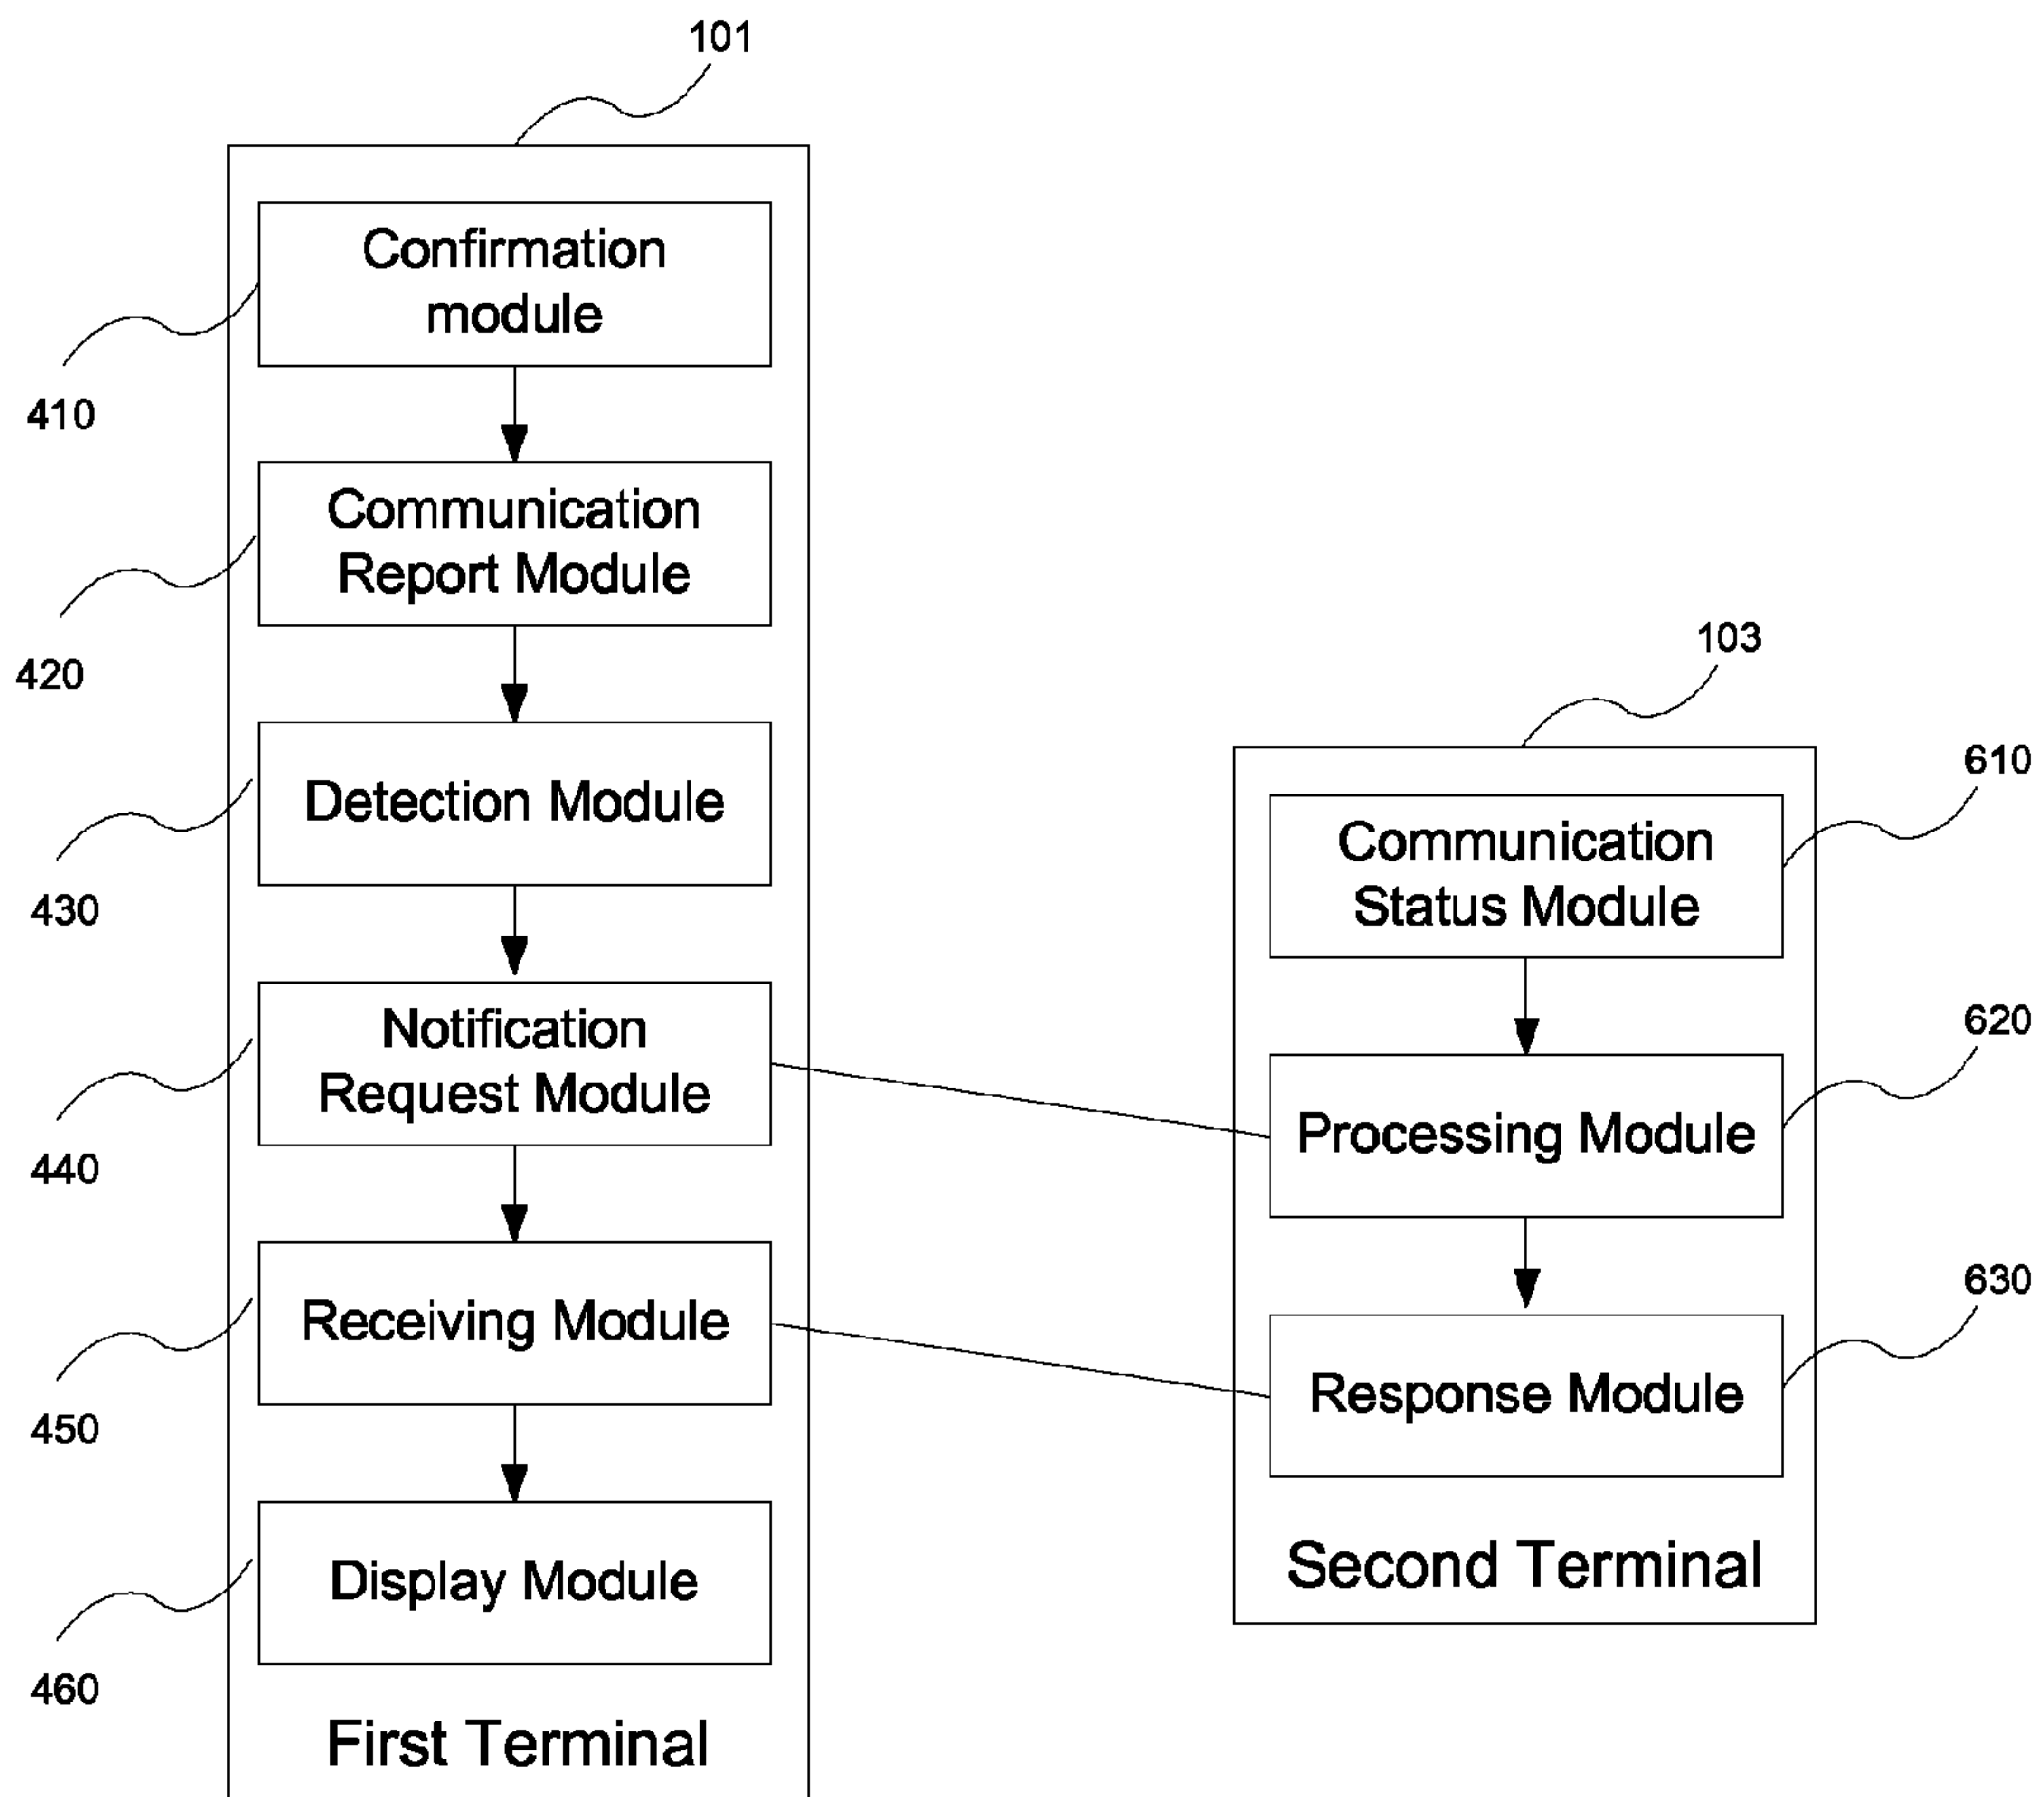 101
Confirmation
module
410
Communication
Report Module
420
Detection Module
430
Notification
Request Module
440
Receiving Module
450
Display Module
460
First Terminal
103
610
Communication
Status Module
620
Processing Module
630
Response Module
Second Terminal